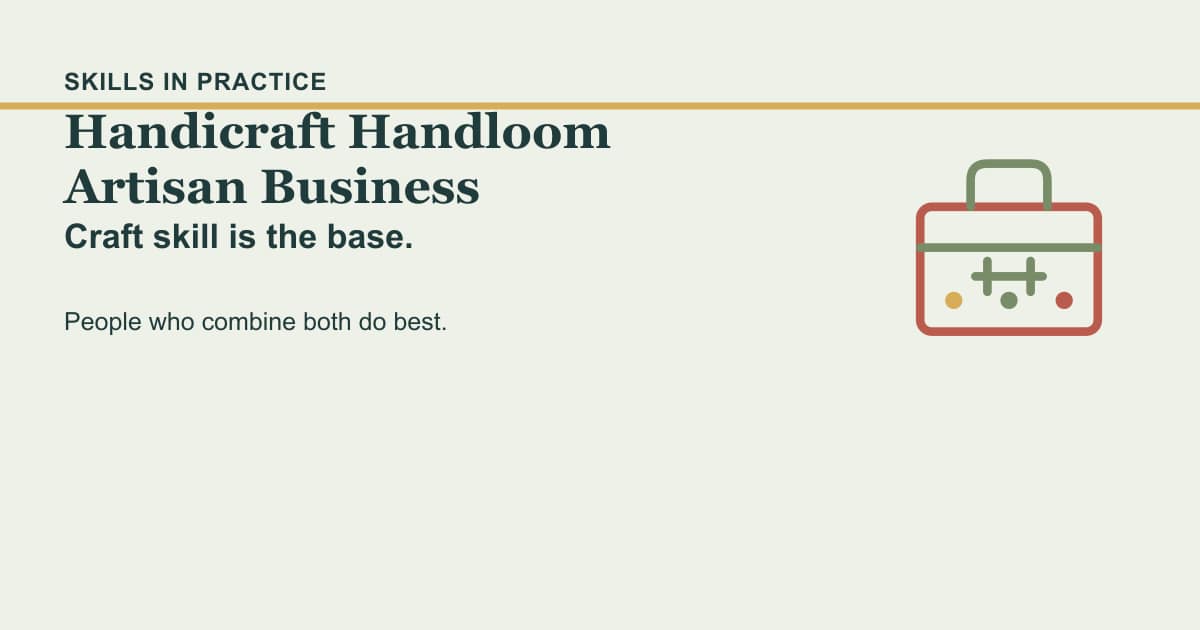 SKILLS IN PRACTICE
Handicraft Handloom
Artisan Business
Craft skill is the base.
People who combine both do best.